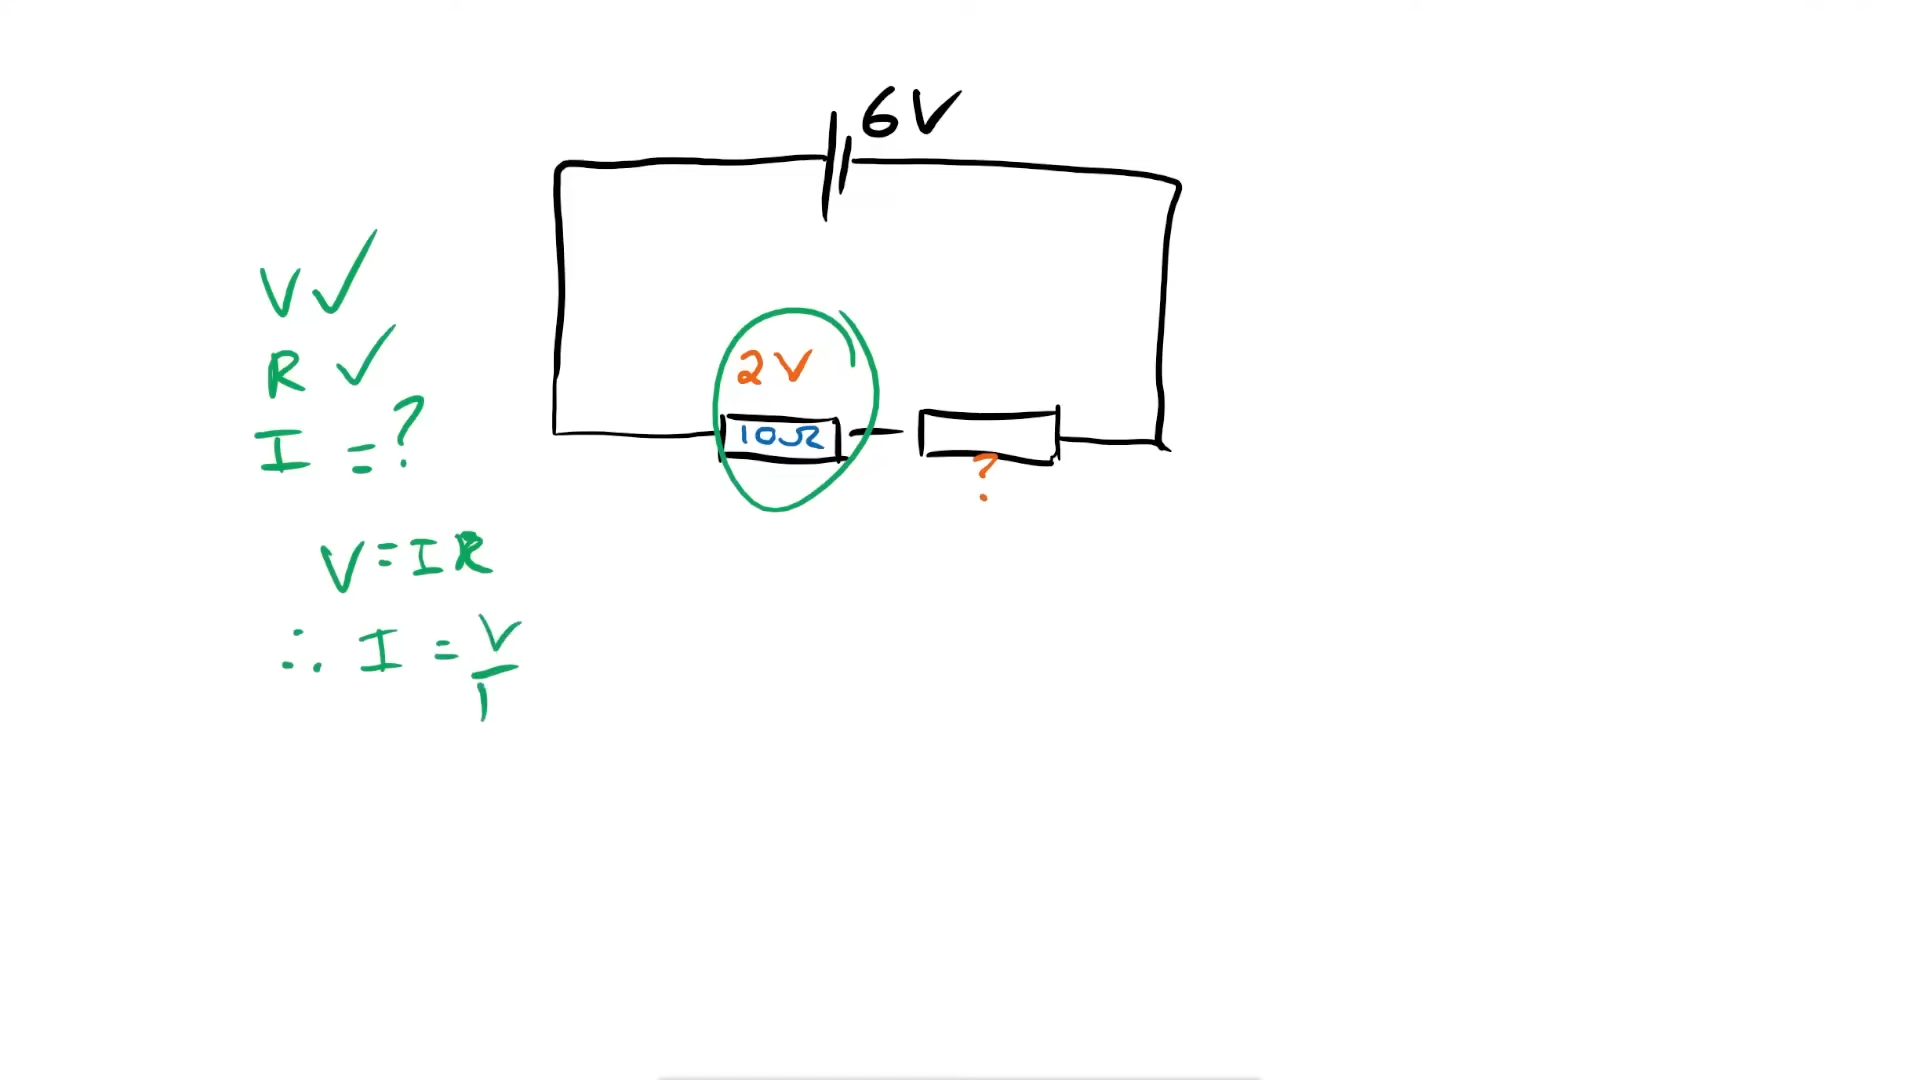 6V
V✓
R ✓
I = ?
2V
10Ω
?
V = IR
∴ I = V